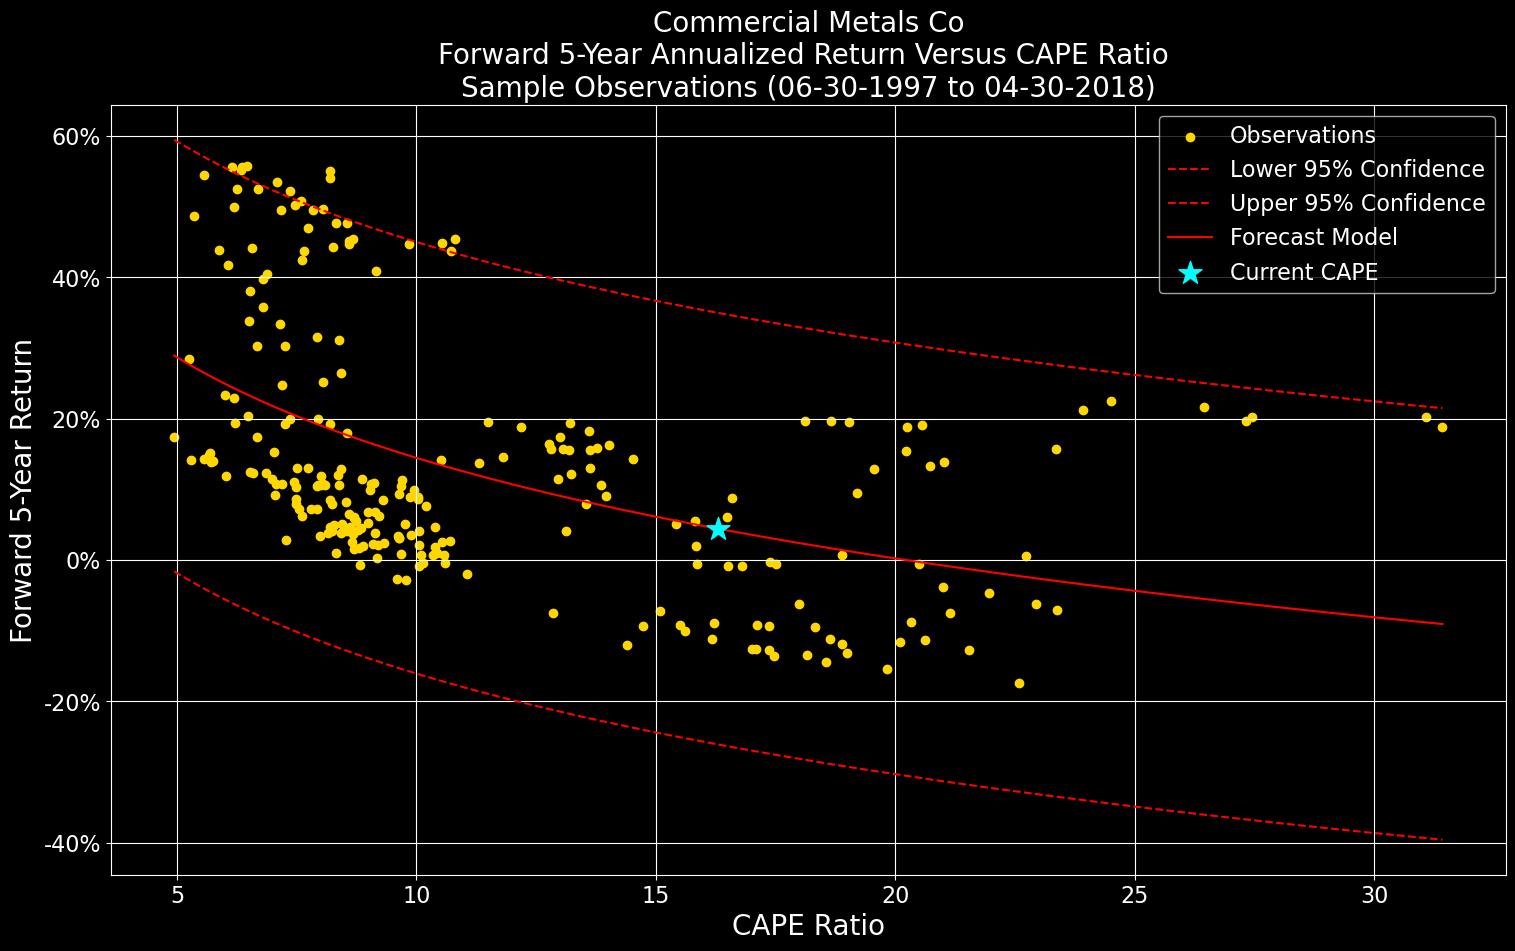 Commercial Metals Co
Forward 5-Year Annualized Return Versus CAPE Ratio
Sample Observations (06-30-1997 to 04-30-2018)
Observations
Lower 95% Confidence
Upper 95% Confidence
Forecast Model
Current CAPE
Forward 5-Year Return
60%
40%
20%
0%
-20%
-40%
5 10 15 20 25 30
CAPE Ratio